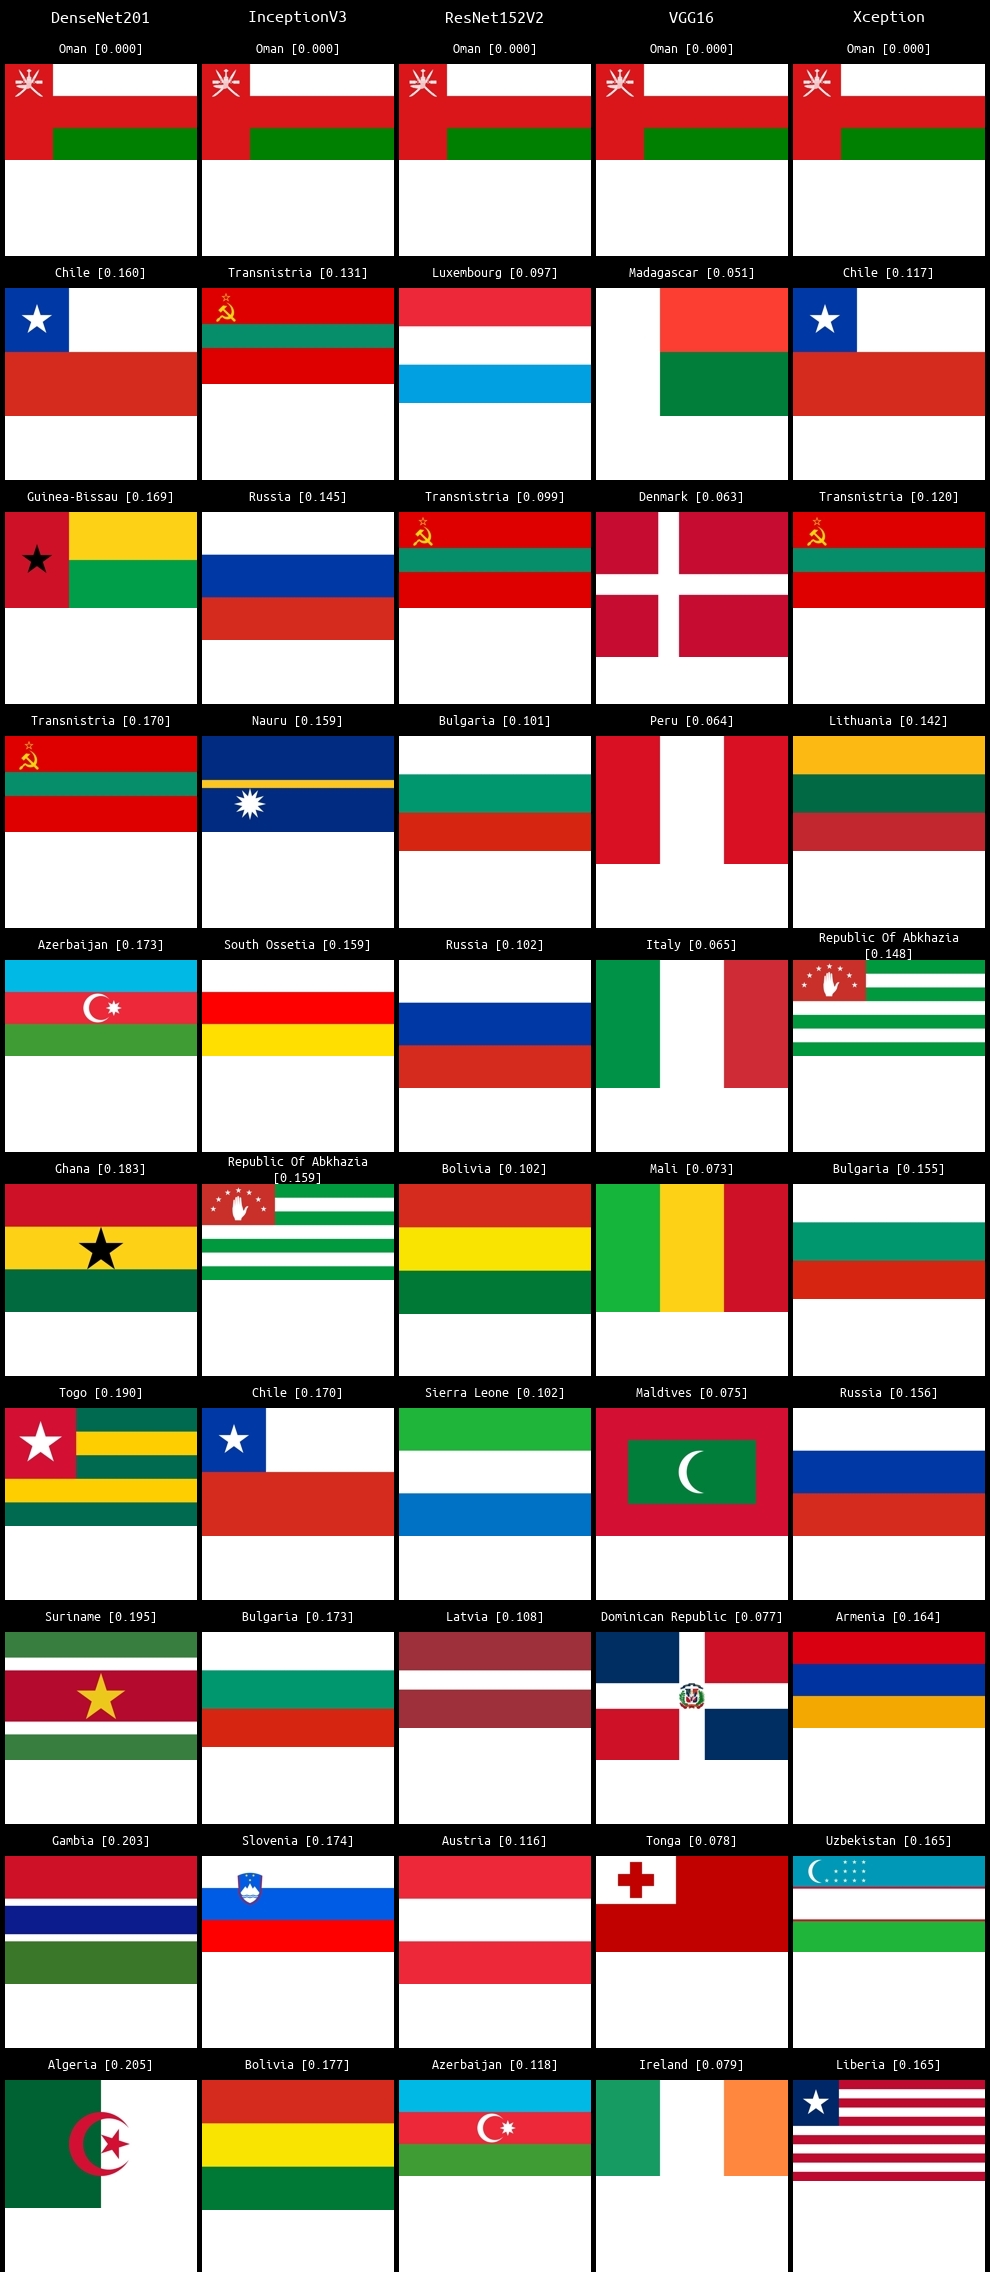 DenseNet201 InceptionV3 ResNet152V2 VGG16 Xception
Oman [0.000] Oman [0.000] Oman [0.000] Oman [0.000] Oman [0.000]
Chile [0.160] Transnistria [0.131] Luxembourg [0.097] Madagascar [0.051] Chile [0.117]
Guinea-Bissau [0.169] Russia [0.145] Transnistria [0.099] Denmark [0.063] Transnistria [0.120]
Transnistria [0.170] Nauru [0.159] Bulgaria [0.101] Peru [0.064] Lithuania [0.142]
Azerbaijan [0.173] South Ossetia [0.159] Russia [0.102] Italy [0.065] Republic Of Abkhazia
[0.148]
Ghana [0.183] Republic Of Abkhazia Bolivia [0.102] Mali [0.073] Bulgaria [0.155]
[0.159]
Togo [0.190] Chile [0.170] Sierra Leone [0.102] Maldives [0.075] Russia [0.156]
Suriname [0.195] Bulgaria [0.173] Latvia [0.108] Dominican Republic [0.077] Armenia [0.164]
Gambia [0.203] Slovenia [0.174] Austria [0.116] Tonga [0.078] Uzbekistan [0.165]
Algeria [0.205] Bolivia [0.177] Azerbaijan [0.118] Ireland [0.079] Liberia [0.165]